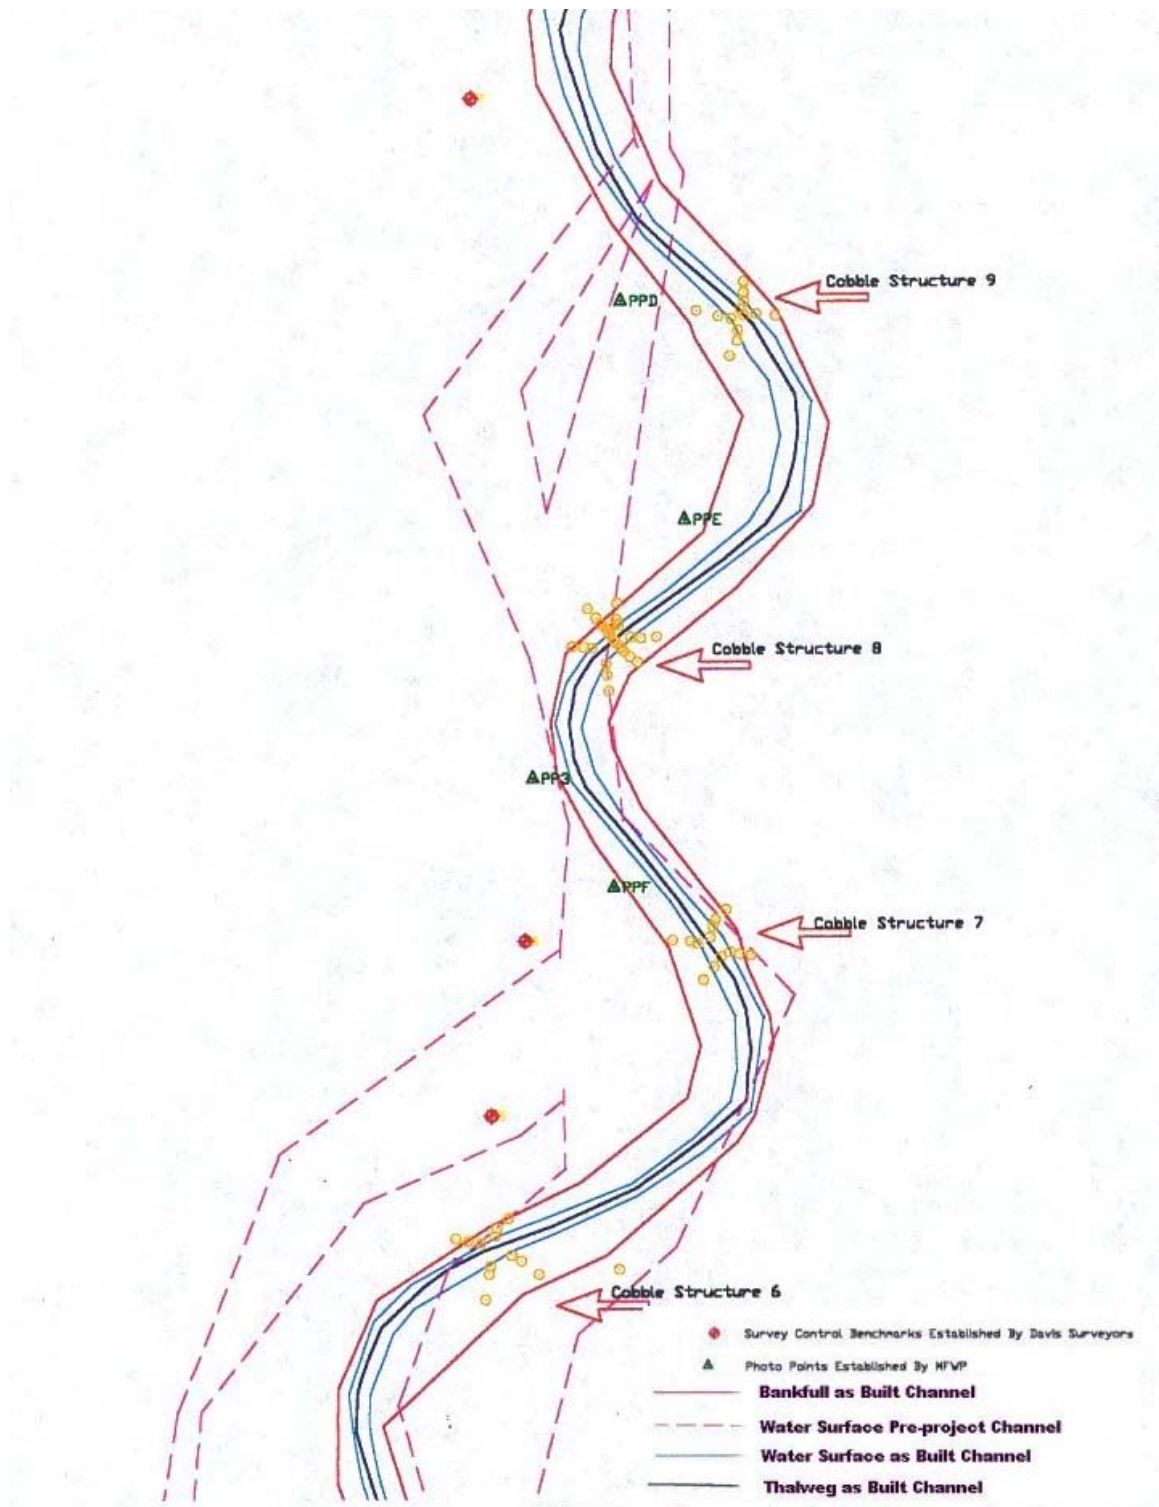 Cobble Structure 9
PPD
PPE
Cobble Structure 8
PP3
PPF
Cobble Structure 7
Cobble Structure 6
Survey Control Benchmarks Established By Davis Surveyors
Photo Points Established By MFWP
Bankfull as Built Channel
Water Surface Pre-project Channel
Water Surface as Built Channel
Thalweg as Built Channel